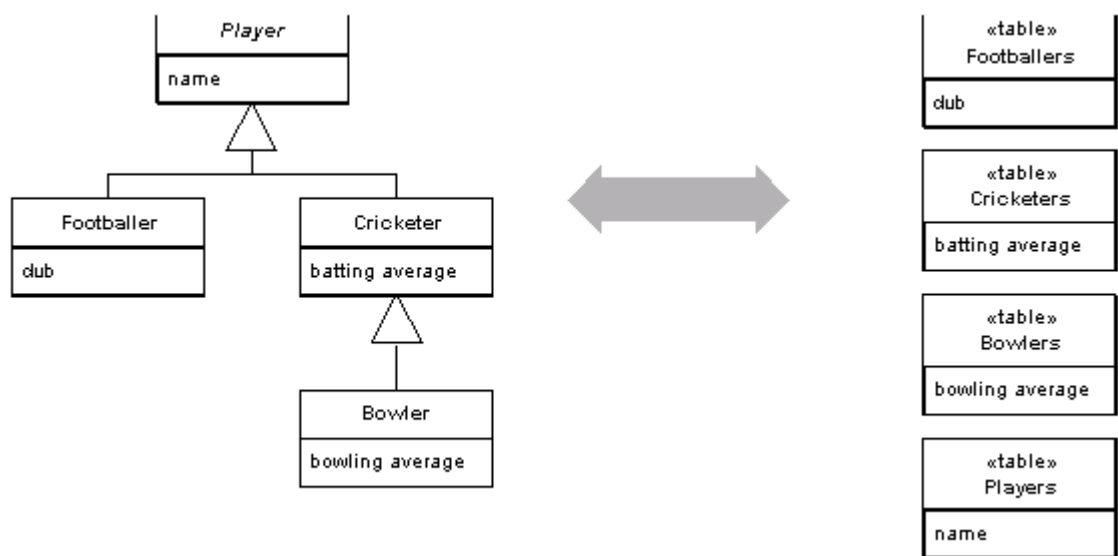 Player
name
Footballer
club
Cricketer
batting average
Bowler
bowling average
«table»
Footballers
club
«table»
Cricketers
batting average
«table»
Bowlers
bowling average
«table»
Players
name